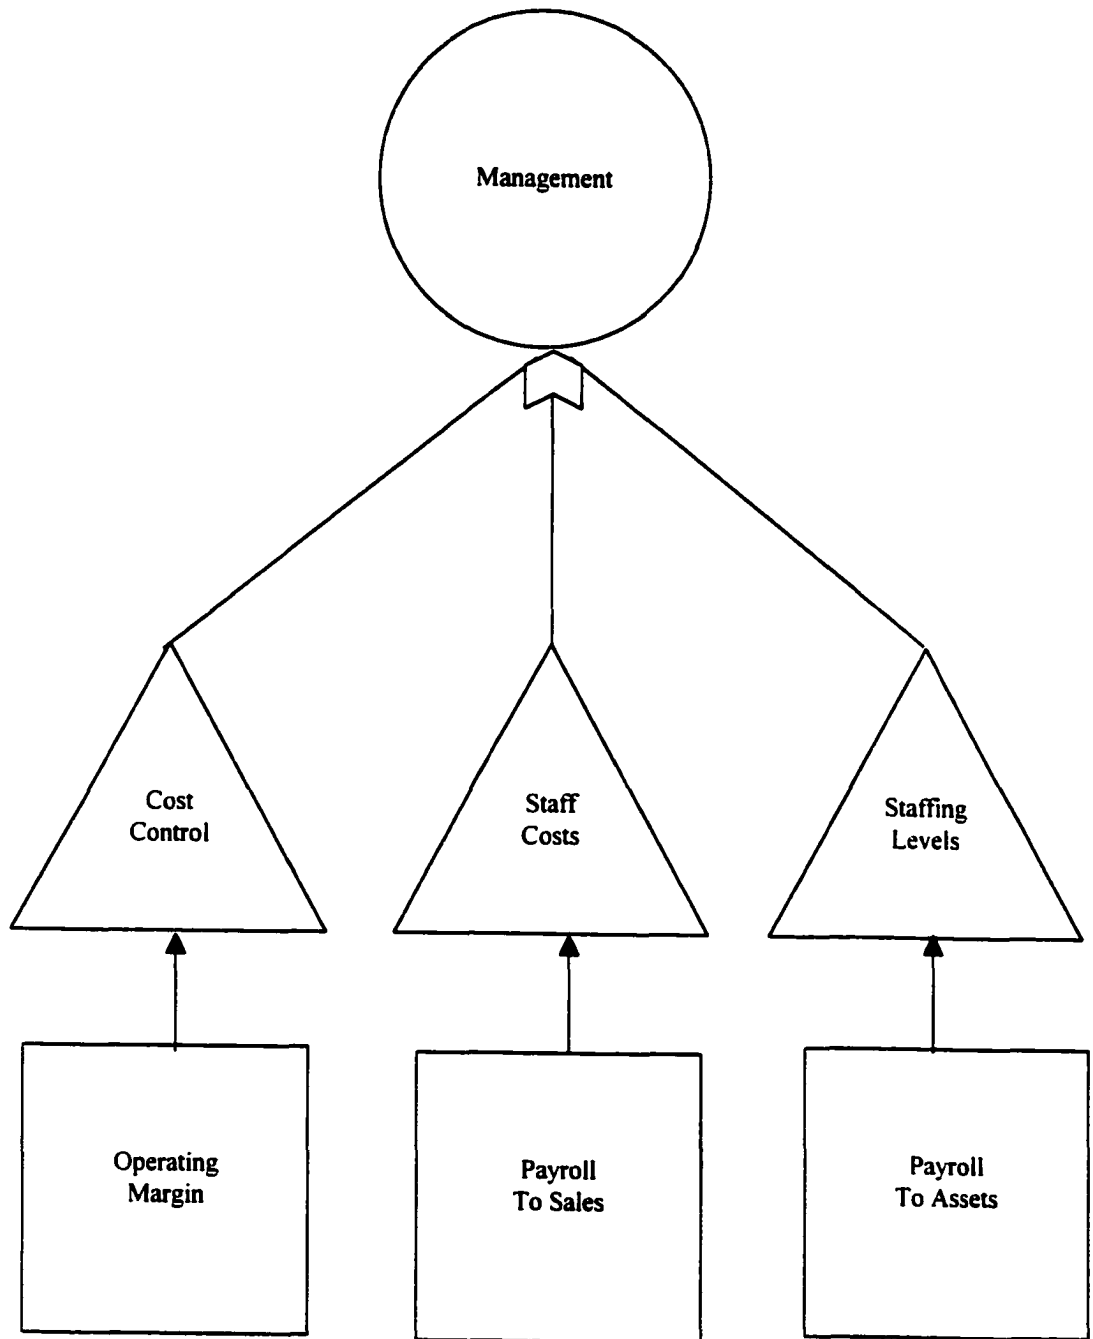 Management
Cost
Control
Staff
Costs
Staffing
Levels
Operating
Margin
Payroll
To Sales
Payroll
To Assets